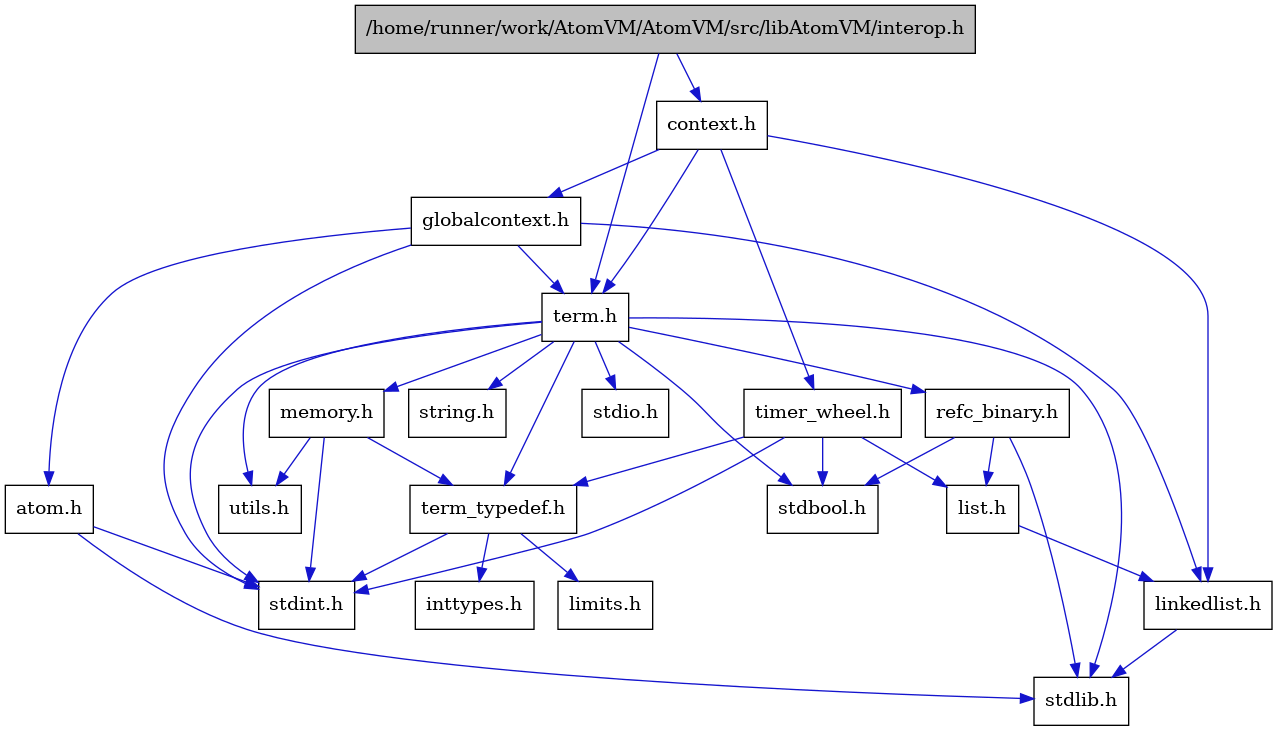 /home/runner/work/AtomVM/AtomVM/src/libAtomVM/interop.h
context.h
globalcontext.h
term.h
memory.h
string.h
stdio.h
timer_wheel.h
refc_binary.h
atom.h
utils.h
term_typedef.h
stdbool.h
list.h
stdint.h
inttypes.h
limits.h
linkedlist.h
stdlib.h